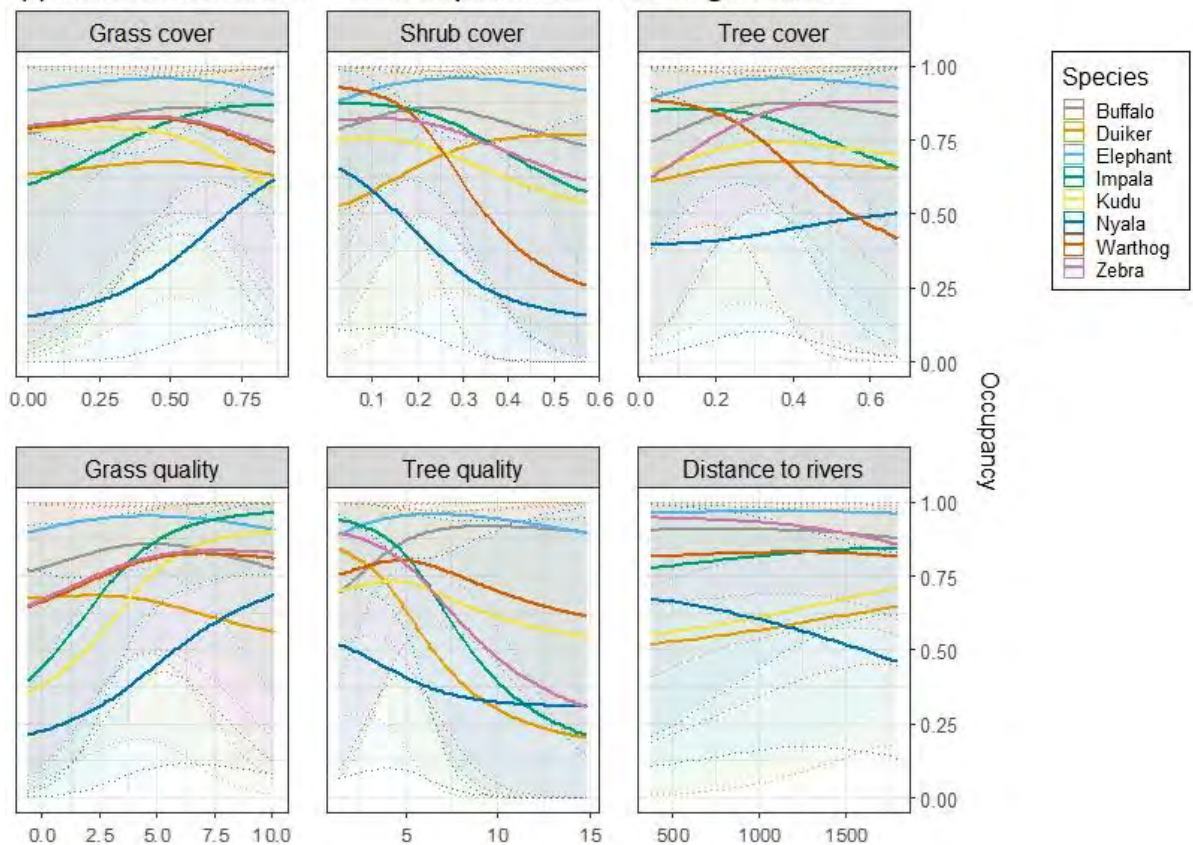 Grass cover
Shrub cover
Tree cover
1.00
0.75
0.50
0.25
0.00
0.00 0.25 0.50 0.75
0.1 0.2 0.3 0.4 0.5 0.6
0.0 0.2 0.4 0.6
Species
Buffalo
Duiker
Elephant
Impala
Kudu
Nyala
Warthog
Zebra
Occupancy
Grass quality
Tree quality
Distance to rivers
1.00
0.75
0.50
0.25
0.00
0.0 2.5 5.0 7.5 10.0
5 10 15
500 1000 1500